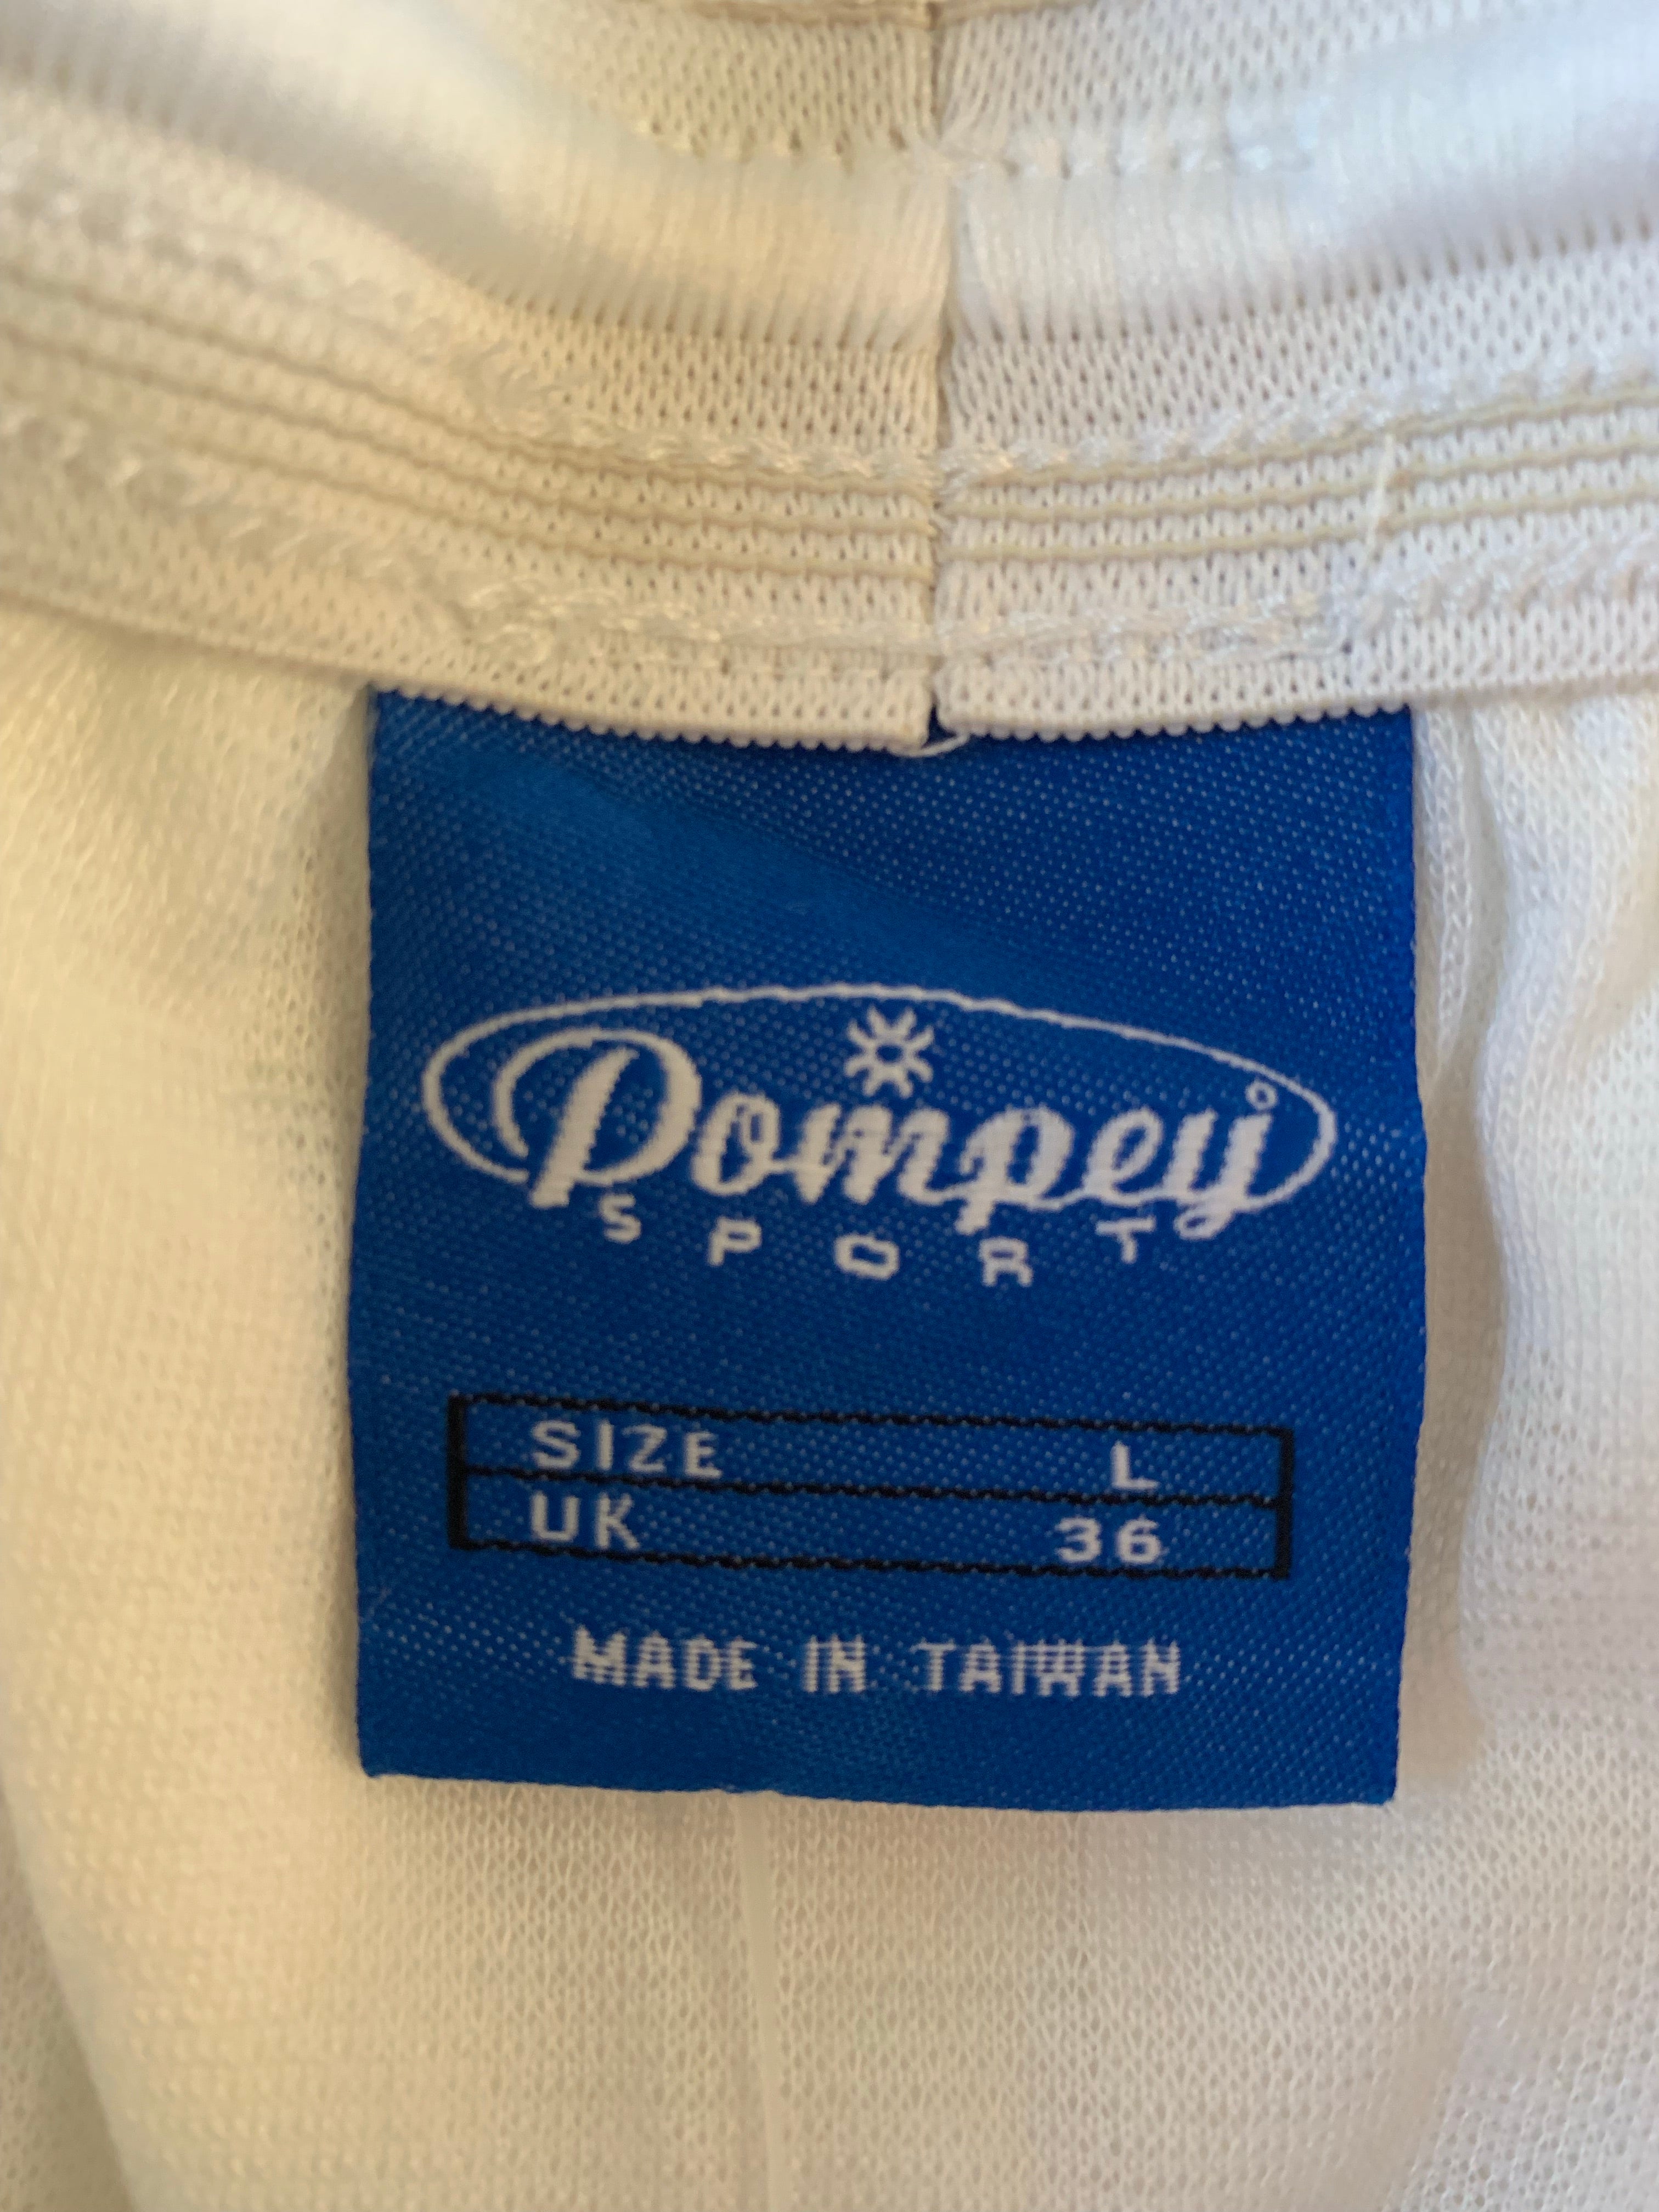 Pompey
SPORT
SIZE L
UK 36
MADE IN TAIWAN